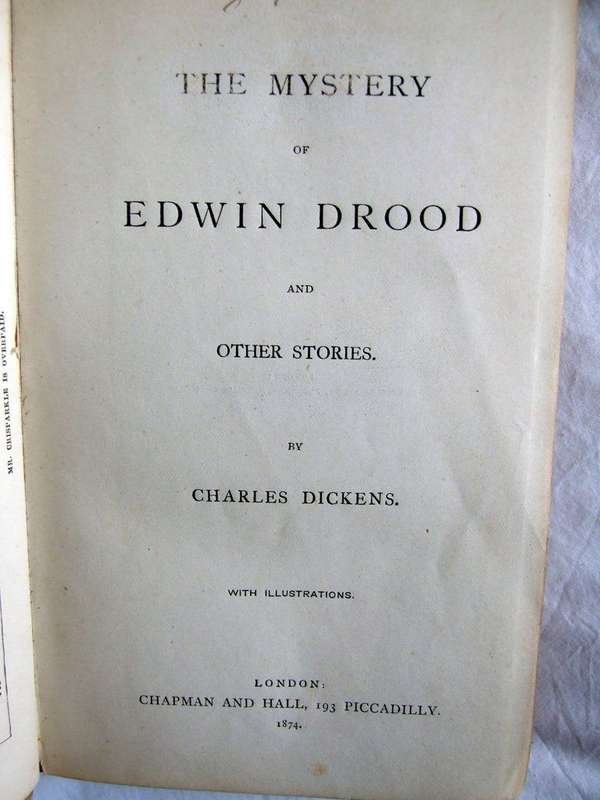 MR. CRISPARKLE IS OVERPAID.
THE MYSTERY
OF
EDWIN DROOD
AND
OTHER STORIES.
BY
CHARLES DICKENS.
WITH ILLUSTRATIONS.
LONDON:
CHAPMAN AND HALL, 193 PICCADILLY.
1874.